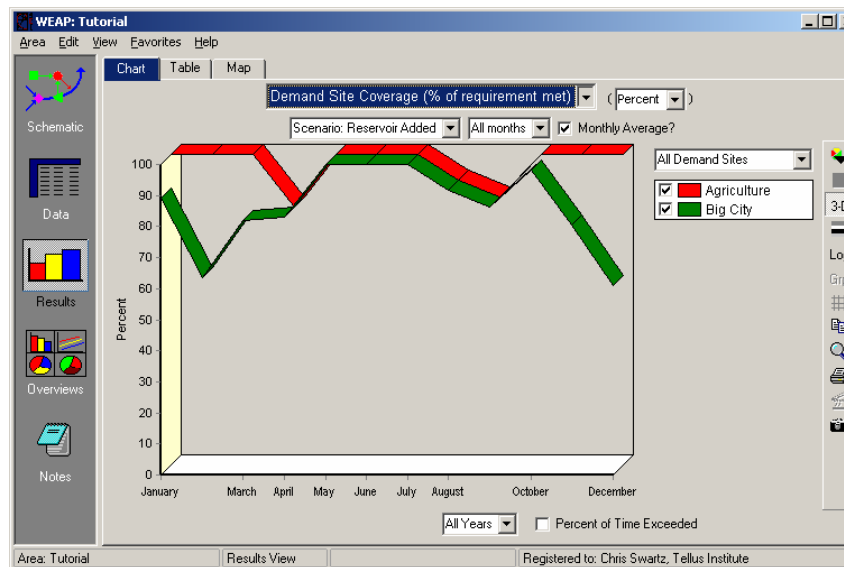 WEAP: Tutorial
Area Edit View Favorites Help
Chart Table Map
Demand Site Coverage (% of requirement met) ( Percent )
Scenario: Reservoir Added All months Monthly Average?
All Demand Sites
Agriculture
Big City
Schematic
Data
Results
Overviews
Notes
3-D
Percent
100
90
80
70
60
50
40
30
20
10
0
January March April May June July August October December
All Years Percent of Time Exceeded
Area: Tutorial Results View Registered to: Chris Swartz, Tellus Institute